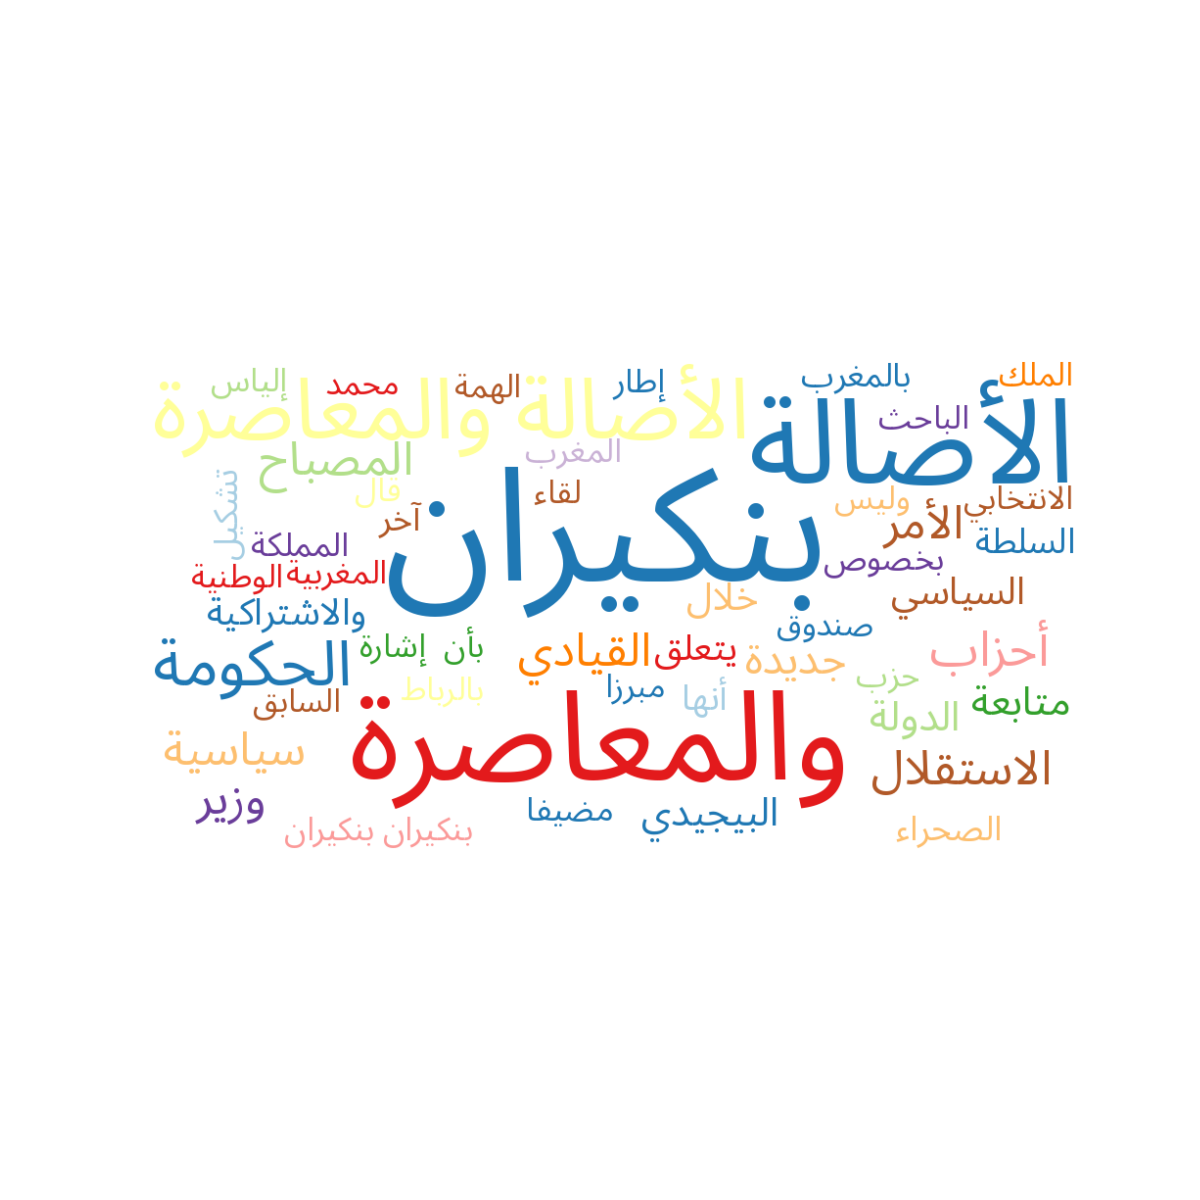 الملك
بالمغرب
إطار
الهمة
محمد
إلياس
الأصالة
الباحث
الأصالة والمعاصرة
المغرب
المصباح
الانتخابي
وليس
لقاء
قال
تشكيل
السلطة
الأمر
بنكيران
آخر
المملكة
بخصوص
المغربية
الوطنية
السياسي
خلال
والاشتراكية
صندوق
أحزاب
جديدة
يتعلق
القيادي
بأن
إشارة
الحكومة
حزب
متابعة
الدولة
أنها
مبرزا
بالرباط
السابق
والمعاصرة
سياسية
الاستقلال
وزير
البيجيدي
مضيفا
الصحراء
بنكيران بنكيران